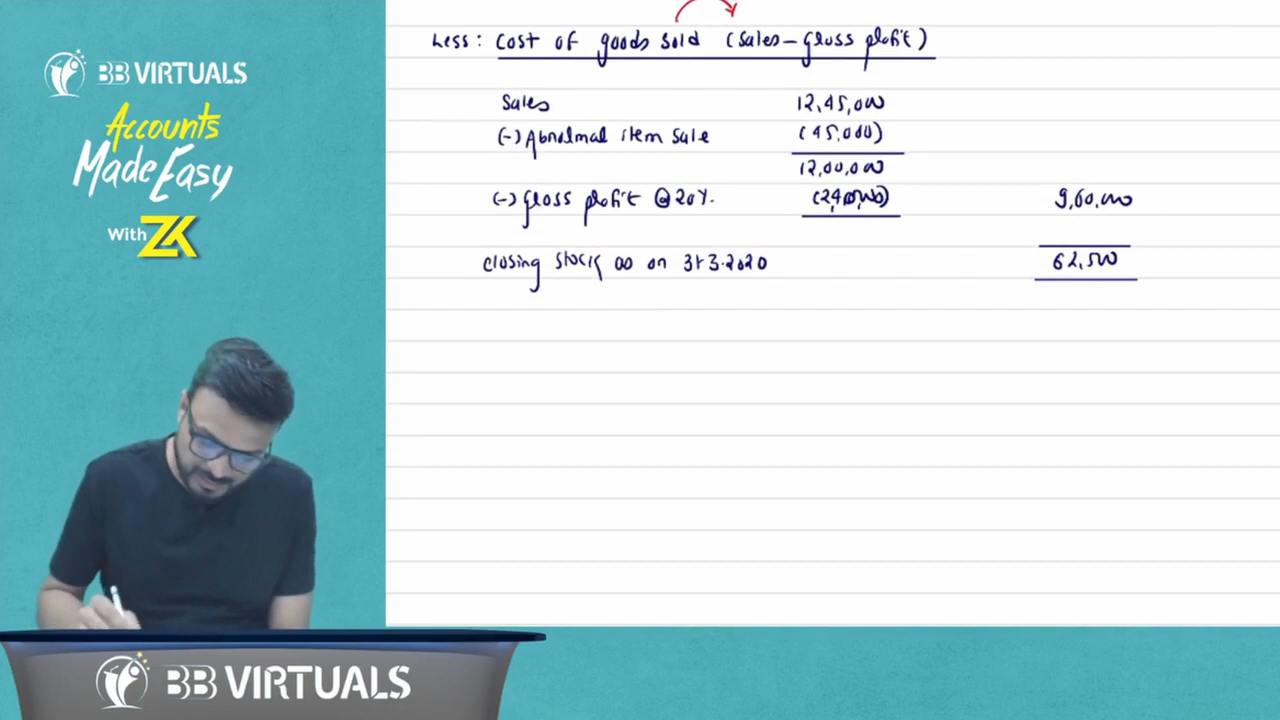 BB VIRTUALS
Accounts
Made Easy
With ZK
Less: Cost of goods sold (Sales - Gross profit)
Sales 12,45,000
(-) Abnormal item sale (45,000)
12,00,000
(-) Gross profit @ 20%. (2,40,000) 9,60,000
Closing stock as on 31.3.2020 62,500
BB VIRTUALS